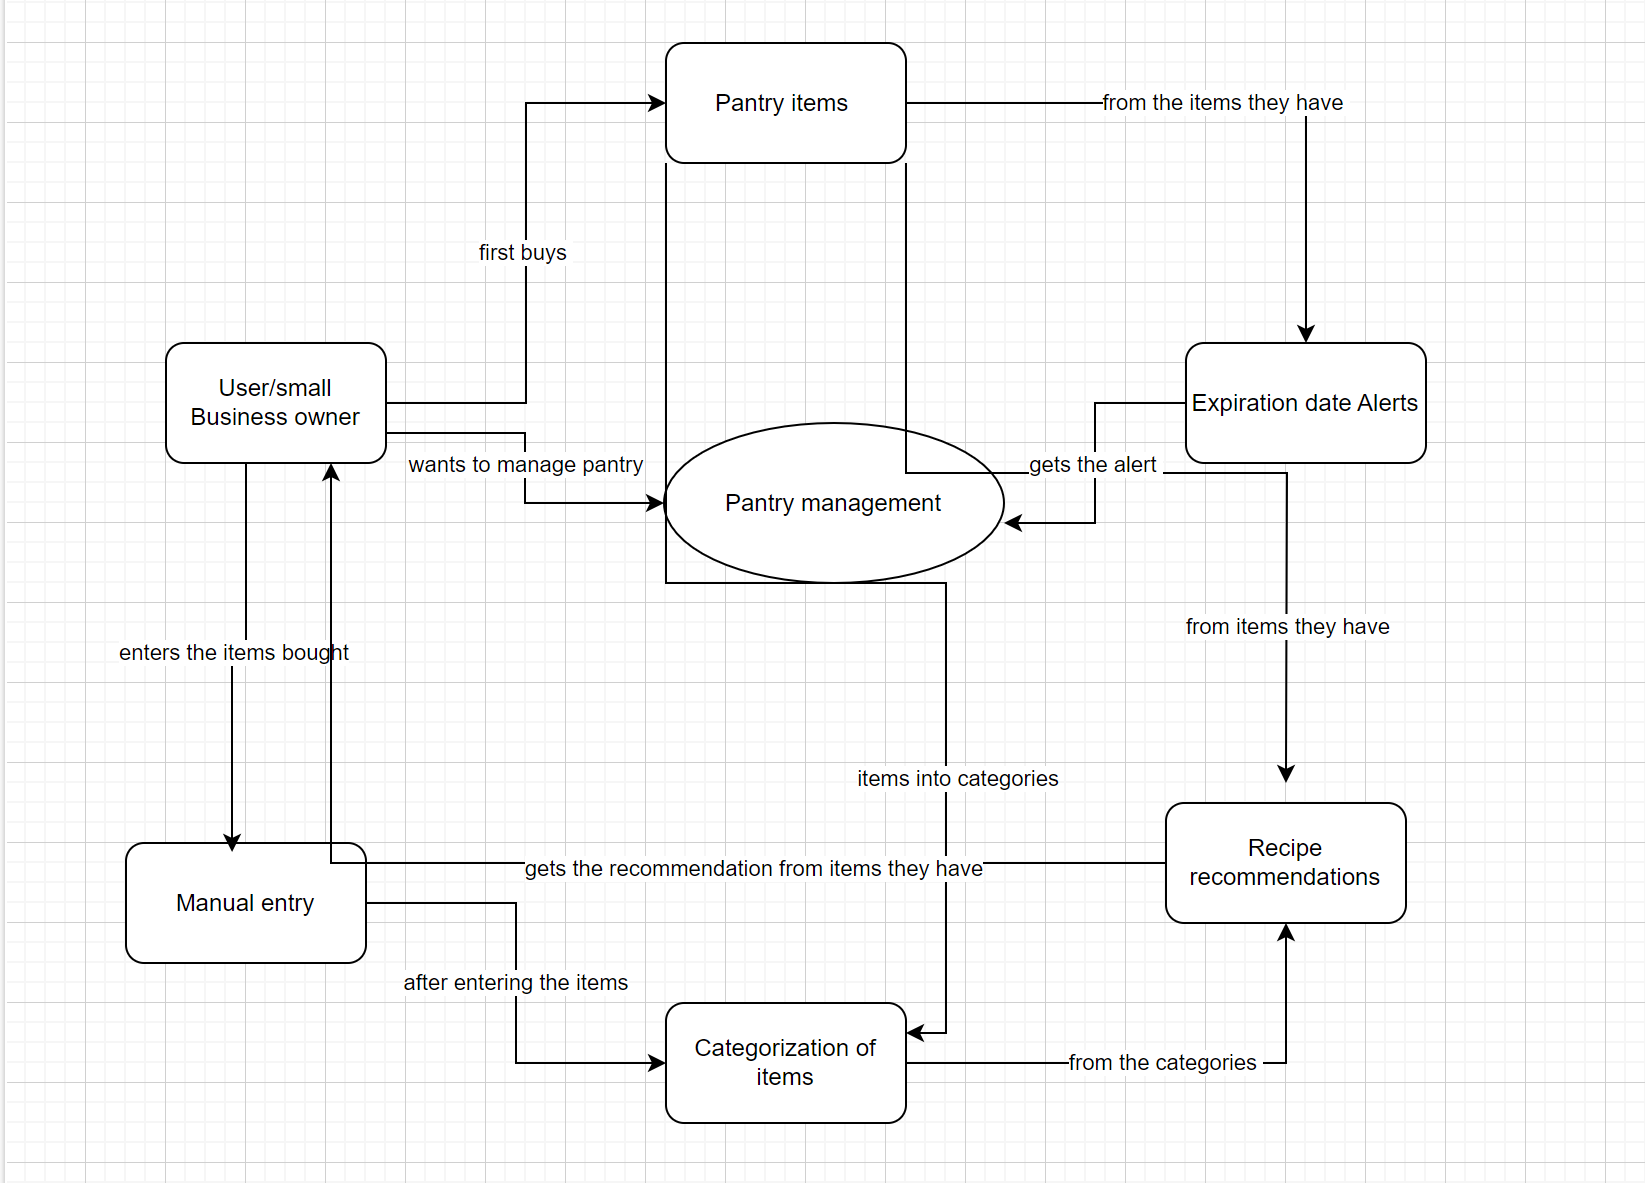 Pantry items
from the items they have
first buys
User/small
Business owner
Expiration date Alerts
wants to manage pantry
gets the alert
Pantry management
from items they have
enters the items bought
items into categories
gets the recommendation from items they have
Recipe
recommendations
Manual entry
after entering the items
Categorization of
items
from the categories